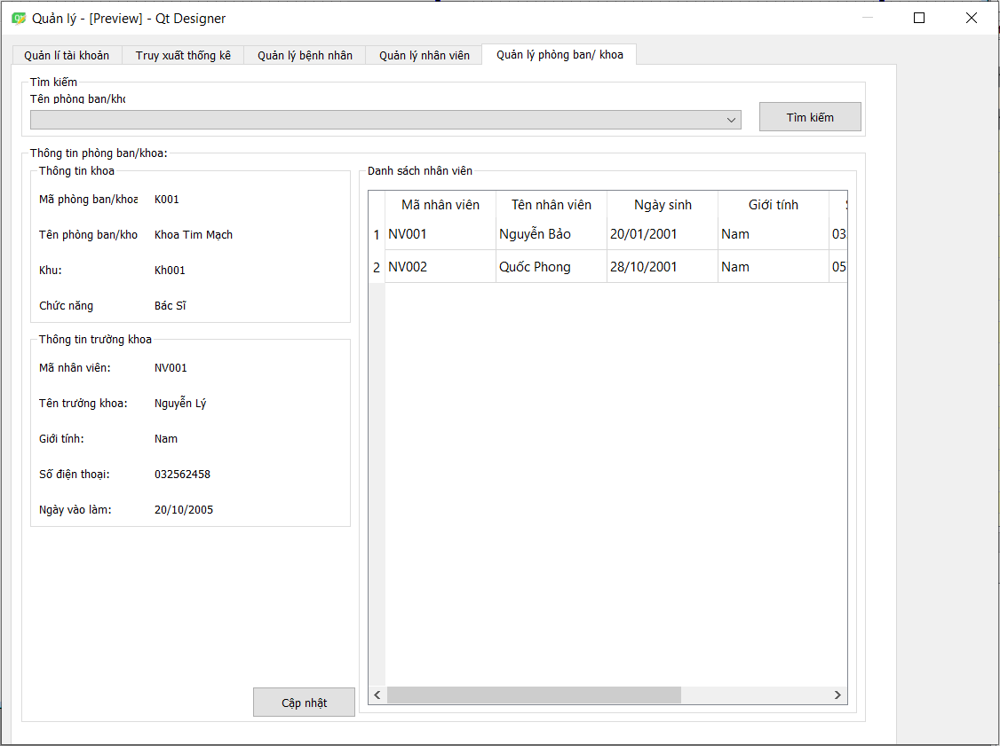 Quản lý - [Preview] - Qt Designer
Quản lí tài khoản Truy xuất thống kê Quản lý bệnh nhân Quản lý nhân viên Quản lý phòng ban/ khoa
Tìm kiếm
Tên phòng ban/kho
Tìm kiếm
Thông tin phòng ban/khoa:
Thông tin khoa
Mã phòng ban/khoa K001
Tên phòng ban/kho Khoa Tim Mạch
Khu: Kh001
Chức năng Bác Sĩ
Thông tin trường khoa
Mã nhân viên: NV001
Tên trưởng khoa: Nguyễn Lý
Giới tính: Nam
Số điện thoại: 032562458
Ngày vào làm: 20/10/2005
Cập nhật
Danh sách nhân viên
Mã nhân viên Tên nhân viên Ngày sinh Giới tính
1 NV001 Nguyễn Bảo 20/01/2001 Nam 03
2 NV002 Quốc Phong 28/10/2001 Nam 05